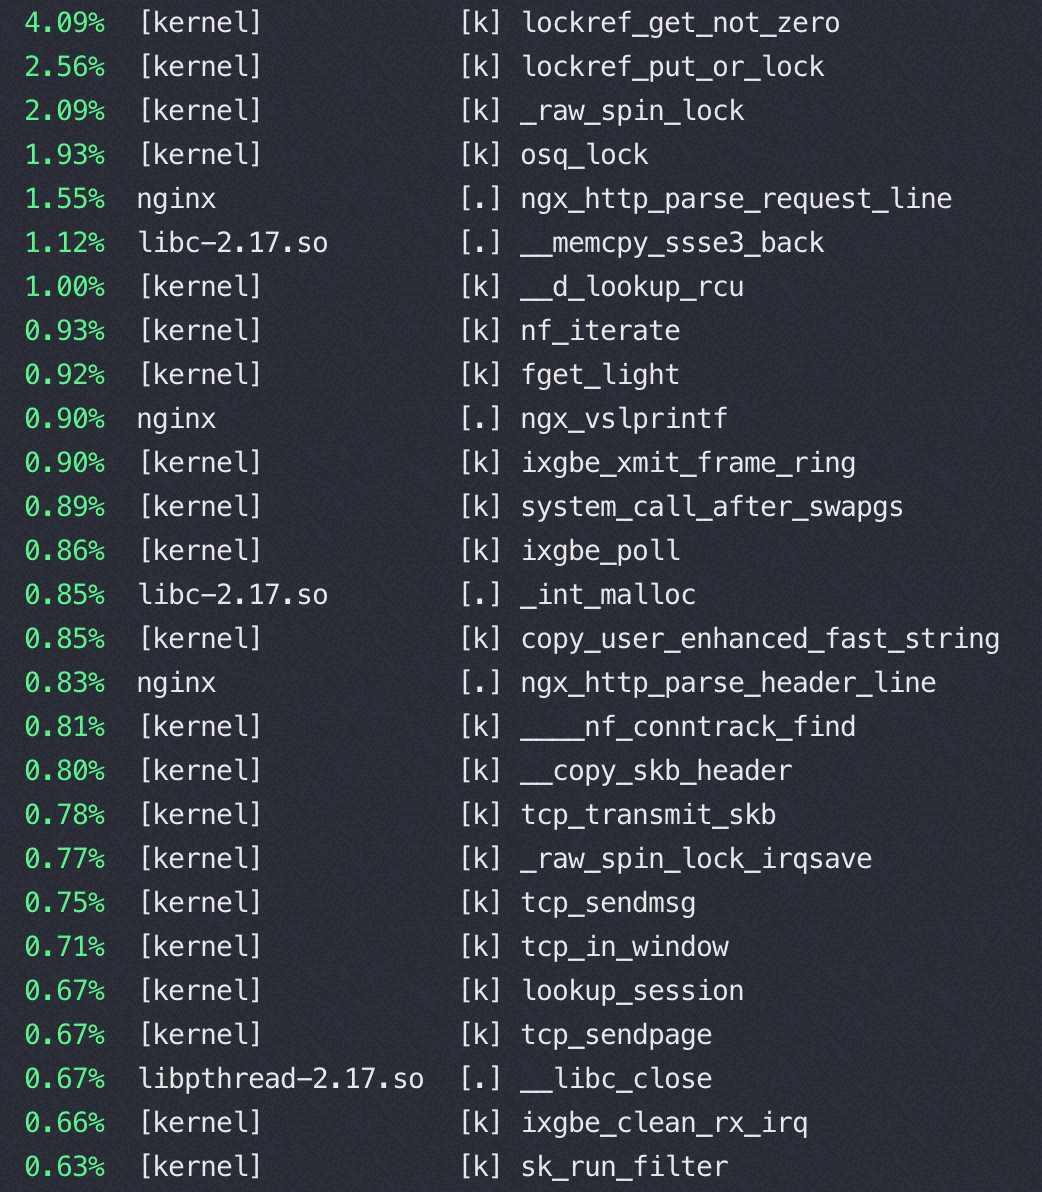 4.09% [kernel] [k] lockref_get_not_zero
2.56% [kernel] [k] lockref_put_or_lock
2.09% [kernel] [k] _raw_spin_lock
1.93% [kernel] [k] osq_lock
1.55% nginx [.] ngx_http_parse_request_line
1.12% libc-2.17.so [.] __memcpy_ssse3_back
1.00% [kernel] [k] __d_lookup_rcu
0.93% [kernel] [k] nf_iterate
0.92% [kernel] [k] fget_light
0.90% nginx [.] ngx_vslprintf
0.90% [kernel] [k] ixgbe_xmit_frame_ring
0.89% [kernel] [k] system_call_after_swapgs
0.86% [kernel] [k] ixgbe_poll
0.85% libc-2.17.so [.] _int_malloc
0.85% [kernel] [k] copy_user_enhanced_fast_string
0.83% nginx [.] ngx_http_parse_header_line
0.81% [kernel] [k] ____nf_conntrack_find
0.80% [kernel] [k] __copy_skb_header
0.78% [kernel] [k] tcp_transmit_skb
0.77% [kernel] [k] _raw_spin_lock_irqsave
0.75% [kernel] [k] tcp_sendmsg
0.71% [kernel] [k] tcp_in_window
0.67% [kernel] [k] lookup_session
0.67% [kernel] [k] tcp_sendpage
0.67% libpthread-2.17.so [.] __libc_close
0.66% [kernel] [k] ixgbe_clean_rx_irq
0.63% [kernel] [k] sk_run_filter